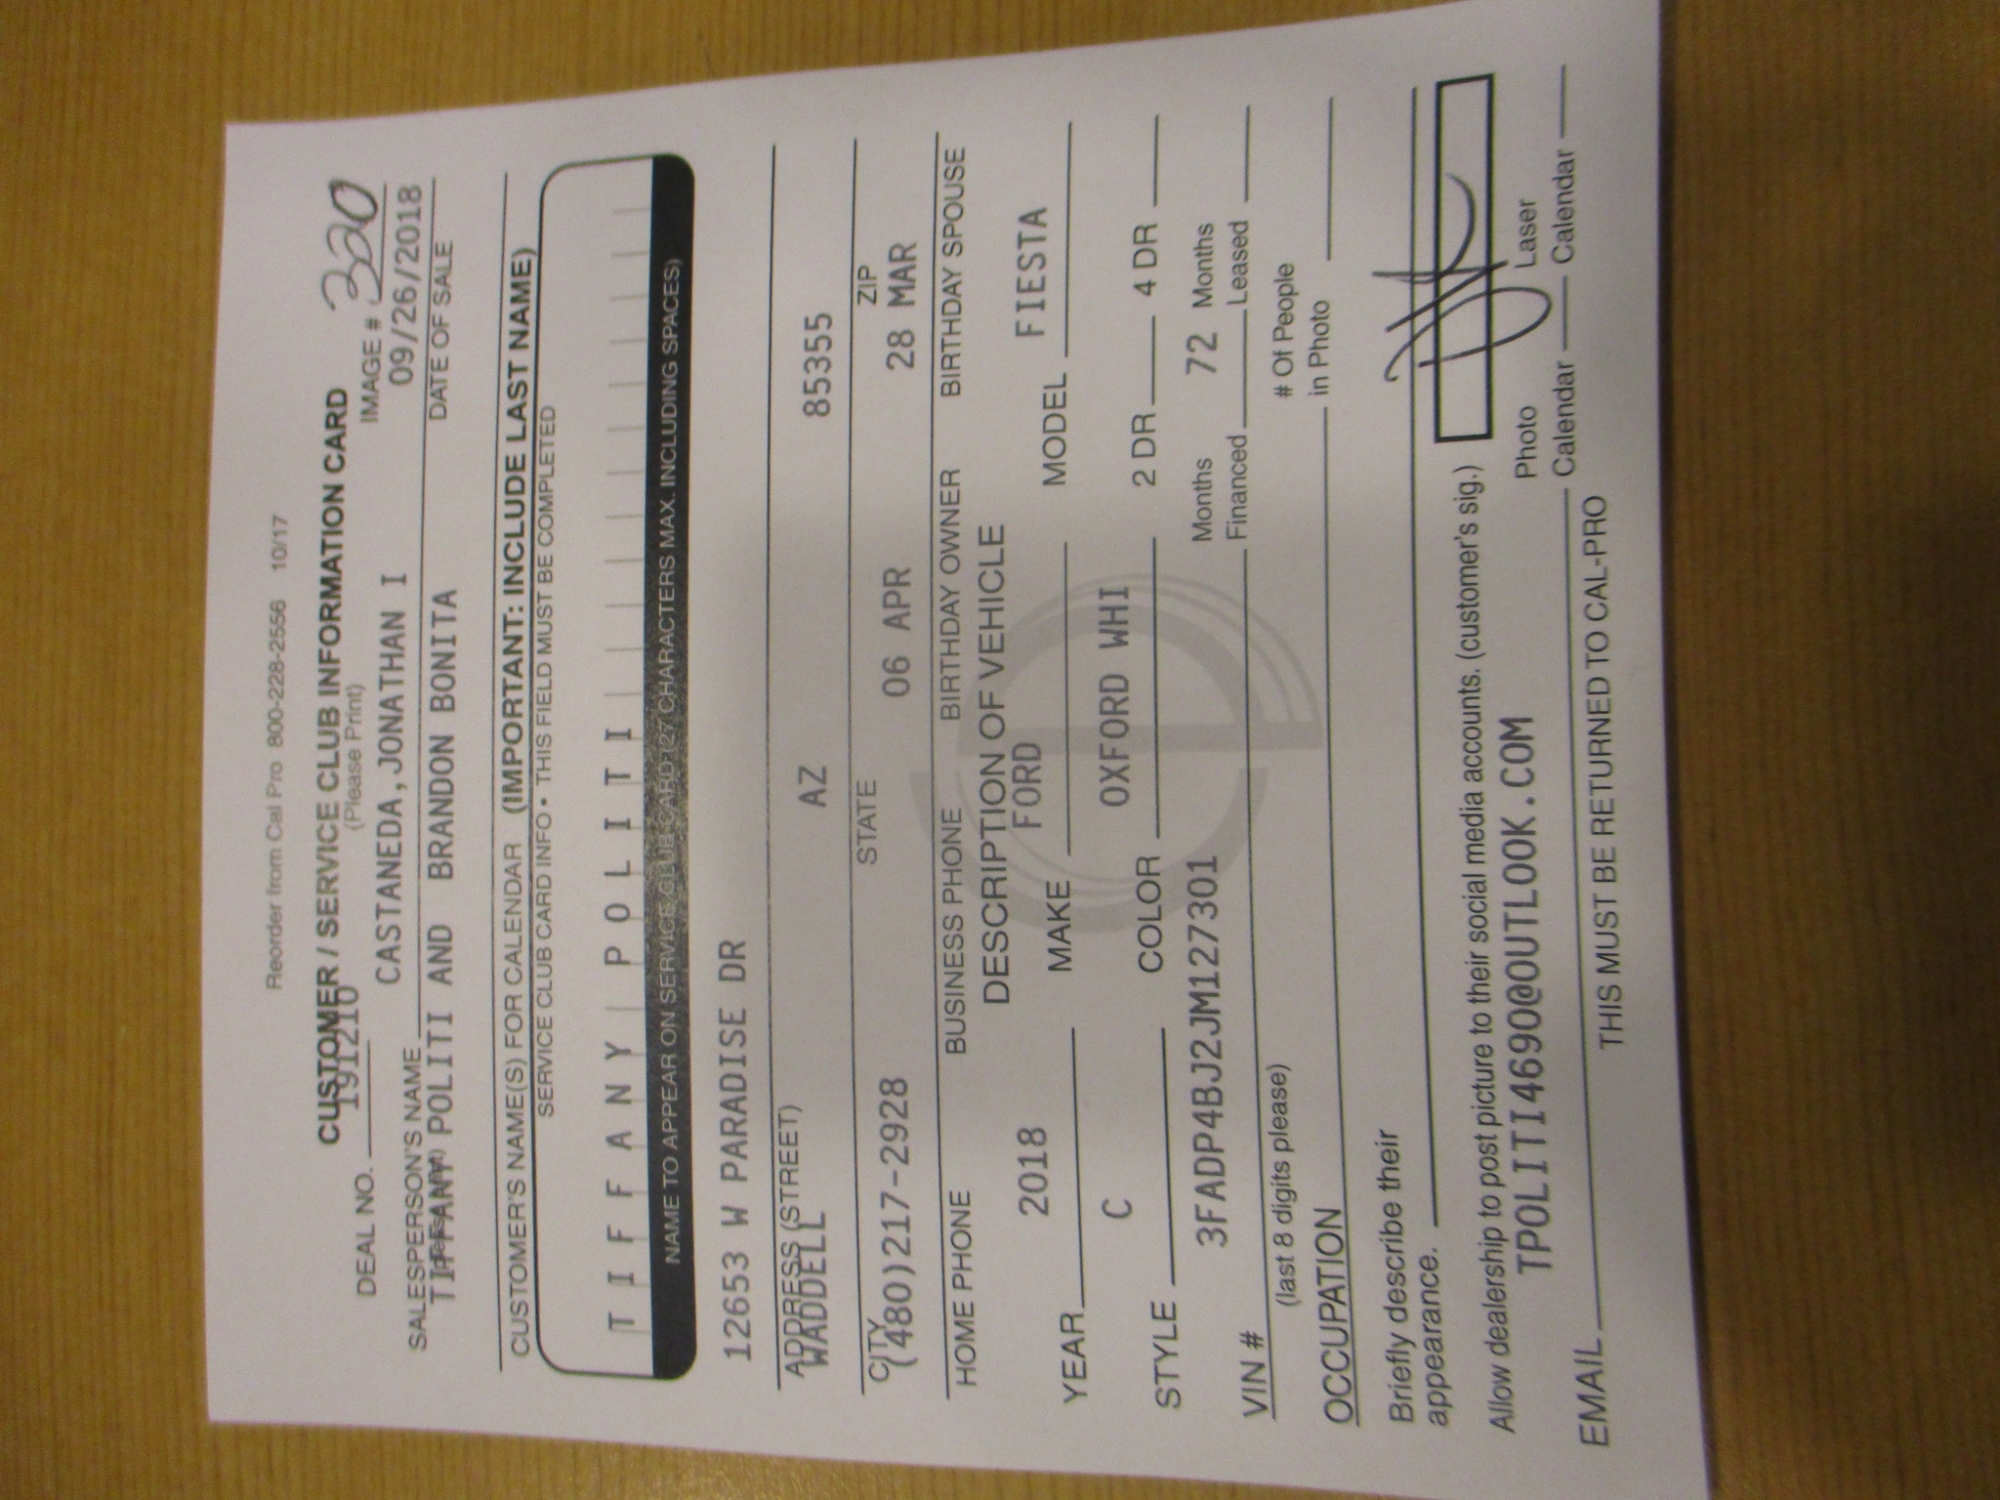 Reorder from Cal Pro 800-228-2556 10/17
CUSTOMER / SERVICE CLUB INFORMATION CARD
(Please Print)
DEAL NO. 1912210 IMAGE # 320
CASTANEDA,JONATHAN I 09/26/2018
SALESPERSON'S NAME DATE OF SALE
TIFFANY POLITI AND BRANDON BONITA
CUSTOMER'S NAME(S) FOR CALENDAR (IMPORTANT: INCLUDE LAST NAME)
SERVICE CLUB CARD INFO • THIS FIELD MUST BE COMPLETED
TIFFANY POLITI
NAME TO APPEAR ON SERVICE CLUB CARD (27 CHARACTERS MAX. INCLUDING SPACES)
12653 W PARADISE DR
ADDRESS (STREET)
WADDELL AZ 85355
CITY STATE ZIP
(480)217-2928 06 APR 28 MAR
HOME PHONE BUSINESS PHONE BIRTHDAY OWNER BIRTHDAY SPOUSE
DESCRIPTION OF VEHICLE
YEAR 2018 MAKE FORD MODEL FIESTA
STYLE C COLOR OXFORD WHI 2 DR 4 DR
VIN # 3FADP4BJ2JM127301 Months Financed 72 Months Leased
(last 8 digits please)
OCCUPATION # Of People in Photo
Briefly describe their
appearance.
Allow dealership to post picture to their social media accounts. (customer's sig.)
EMAIL TPOLITI4690@OUTLOOK.COM Photo Calendar Laser Calendar Calendar
THIS MUST BE RETURNED TO CAL-PRO